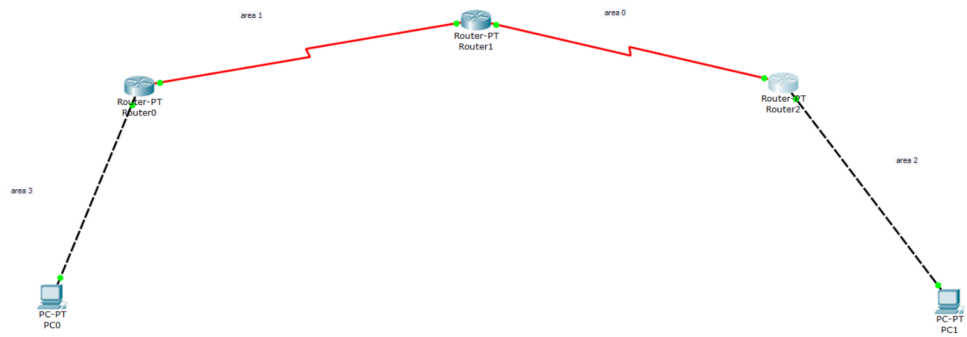 area 1
area 0
Router-PT
Router1
Router-PT
Router0
Router-PT
Router2
area 2
area 3
PC-PT
PC0
PC-PT
PC1